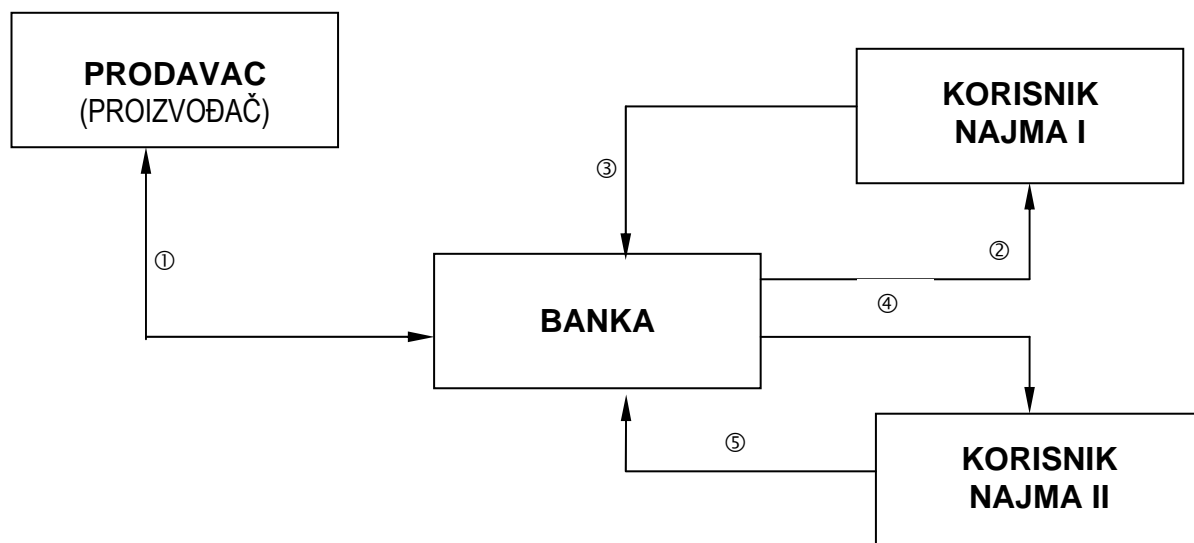 PRODAVAC
(PROIZVOĐAČ)
KORISNIK
NAJMA I
③
①
②
④
BANKA
⑤
KORISNIK
NAJMA II